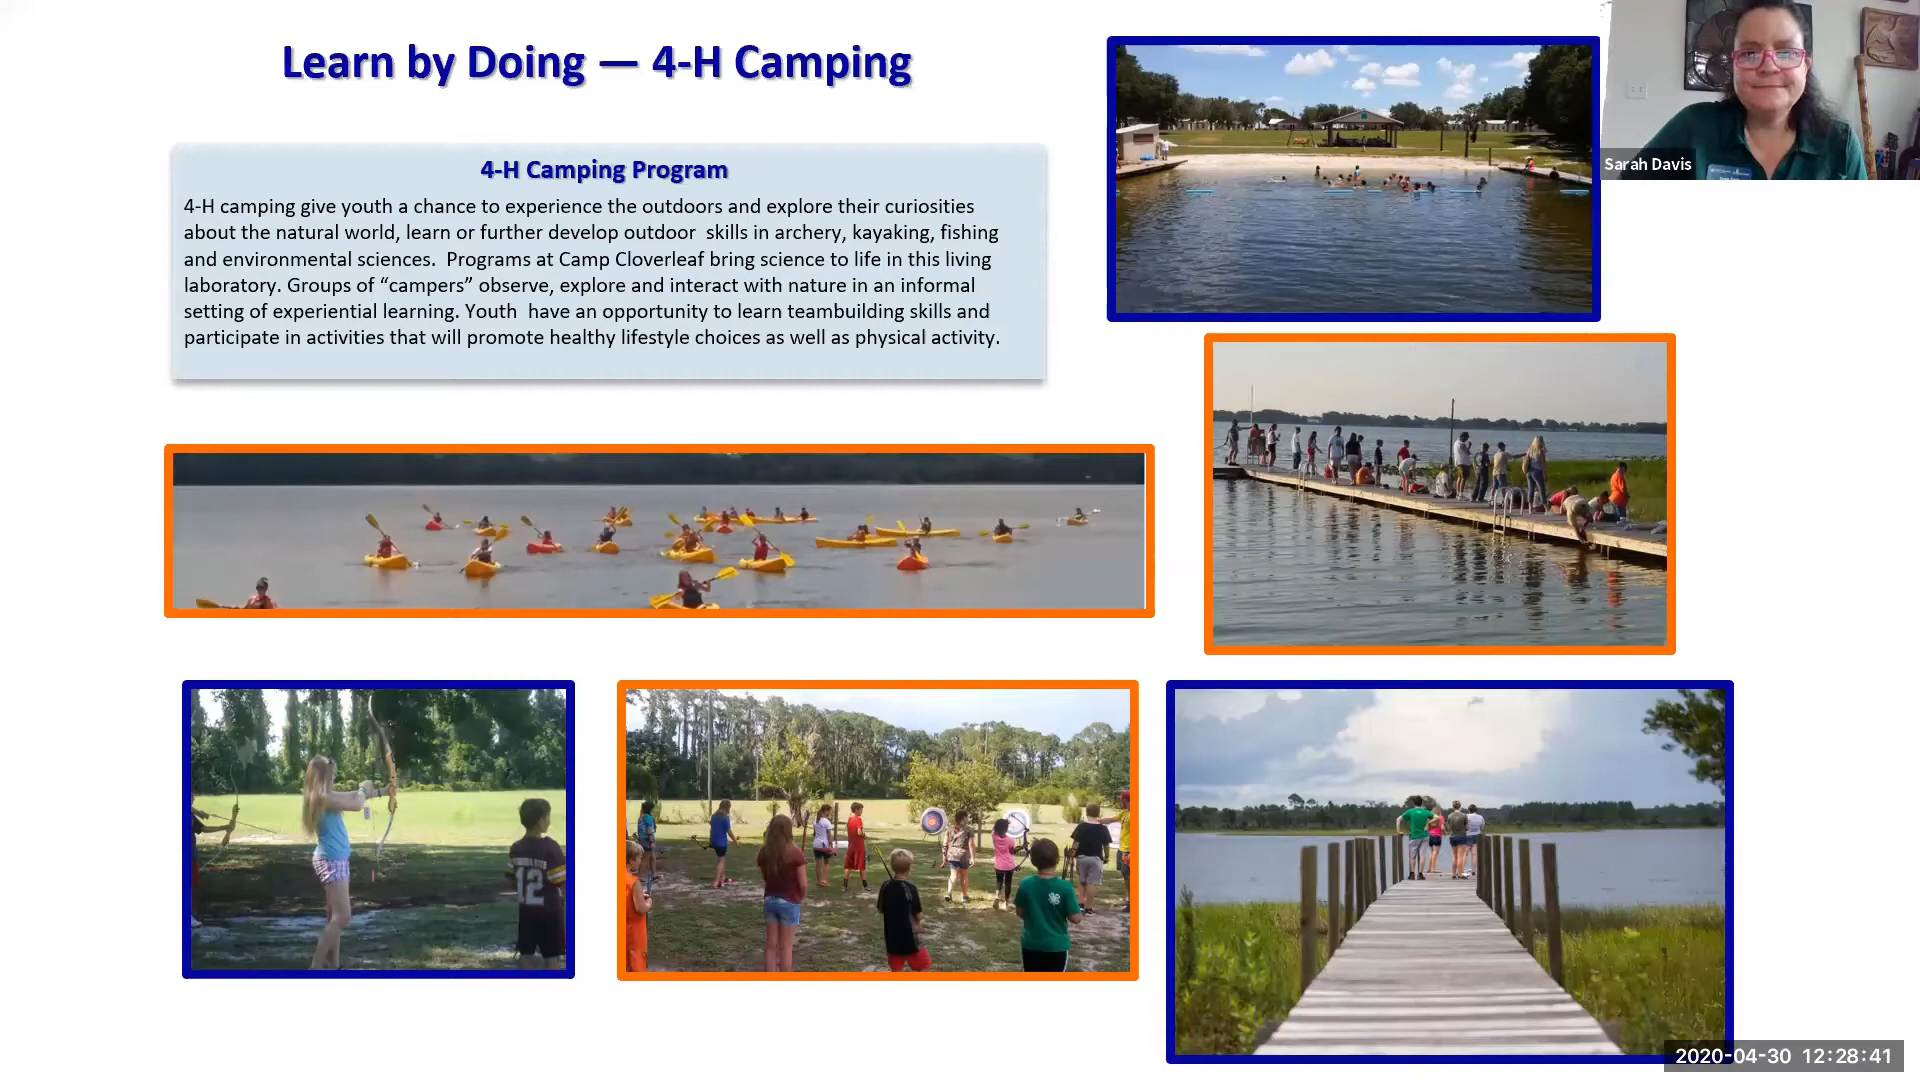 Learn by Doing — 4-H Camping
Sarah Davis
4-H Camping Program
4-H camping give youth a chance to experience the outdoors and explore their curiosities
about the natural world, learn or further develop outdoor  skills in archery, kayaking, fishing
and environmental sciences.  Programs at Camp Cloverleaf bring science to life in this living
laboratory. Groups of “campers” observe, explore and interact with nature in an informal
setting of experiential learning. Youth  have an opportunity to learn teambuilding skills and
participate in activities that will promote healthy lifestyle choices as well as physical activity.
12
2020-04-30 12:28:41